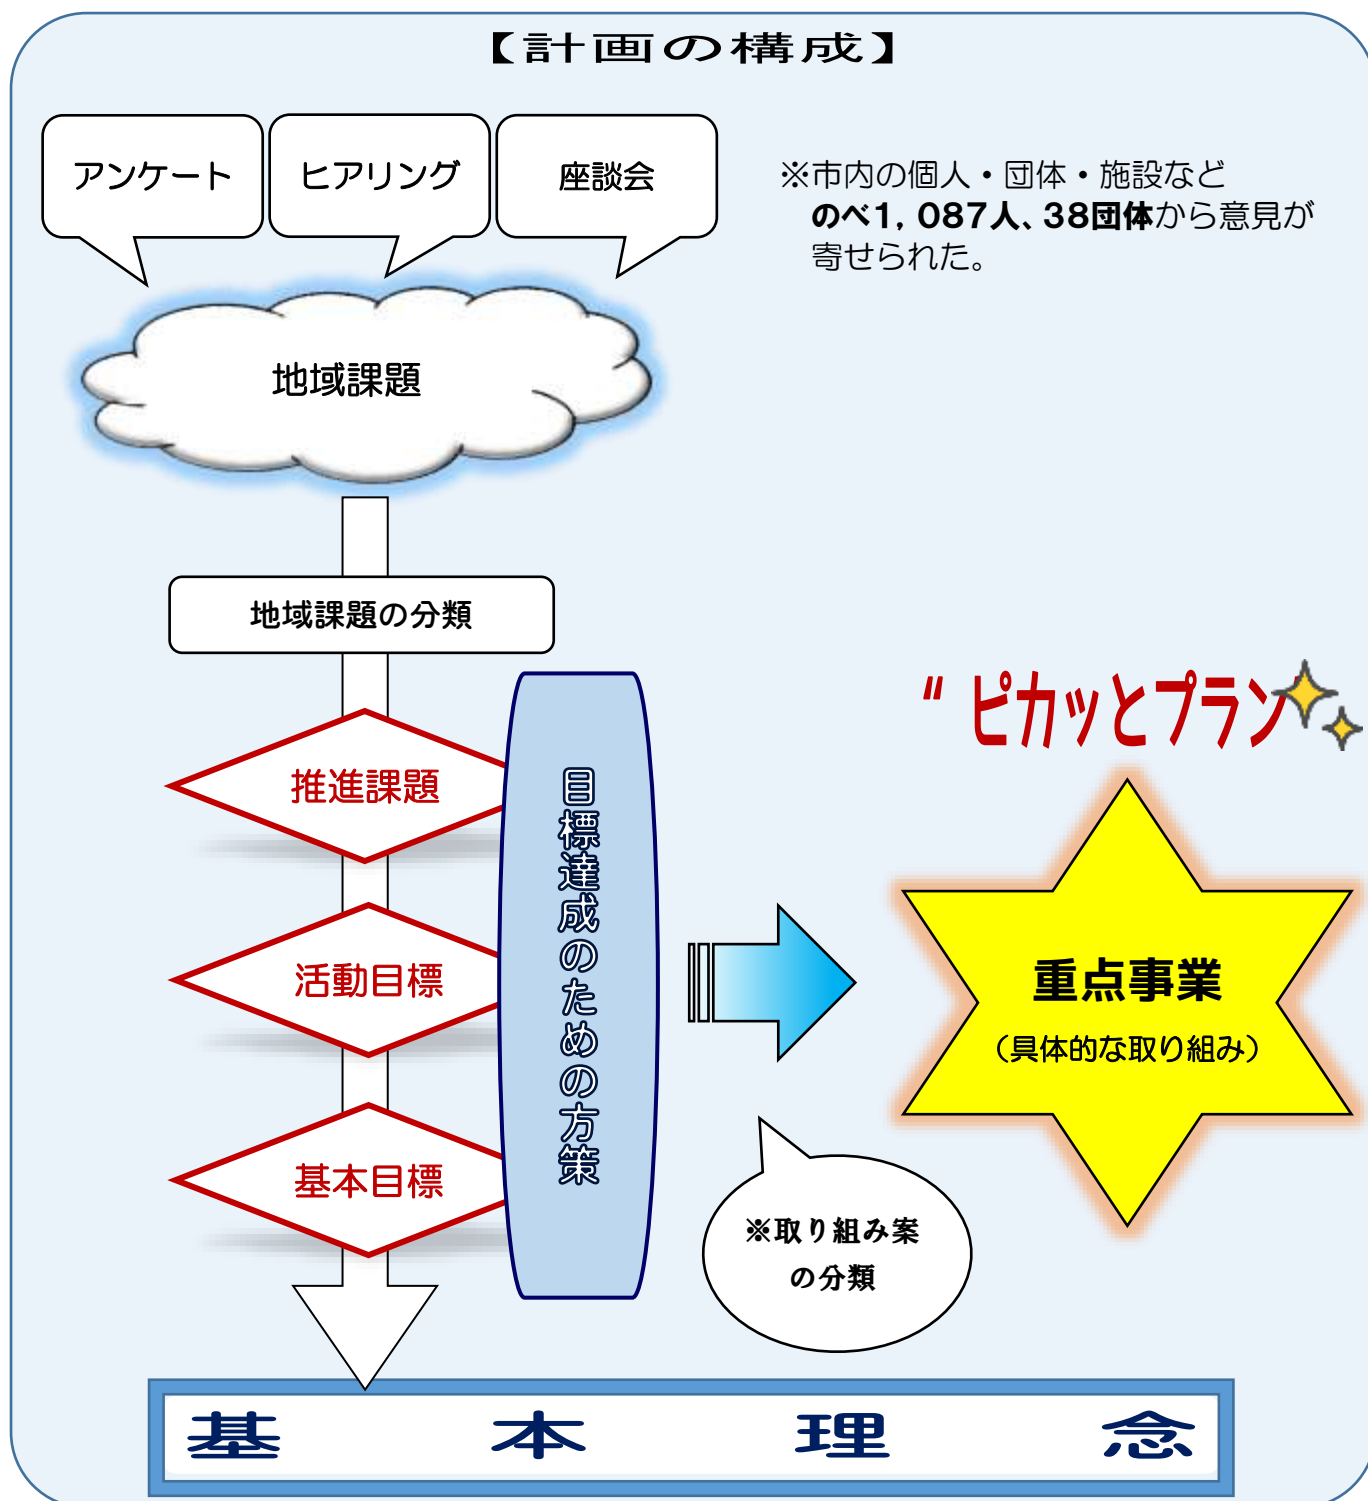 【計画の構成】
アンケート
ヒアリング
座談会
※市内の個人・団体・施設など
のべ1，087人、38団体から意見が
寄せられた。
地域課題
地域課題の分類
推進課題
活動目標
基本目標
目標達成のための方策
“ピカッとプラン
重点事業
（具体的な取り組み）
※取り組み案
の分類
基本理念